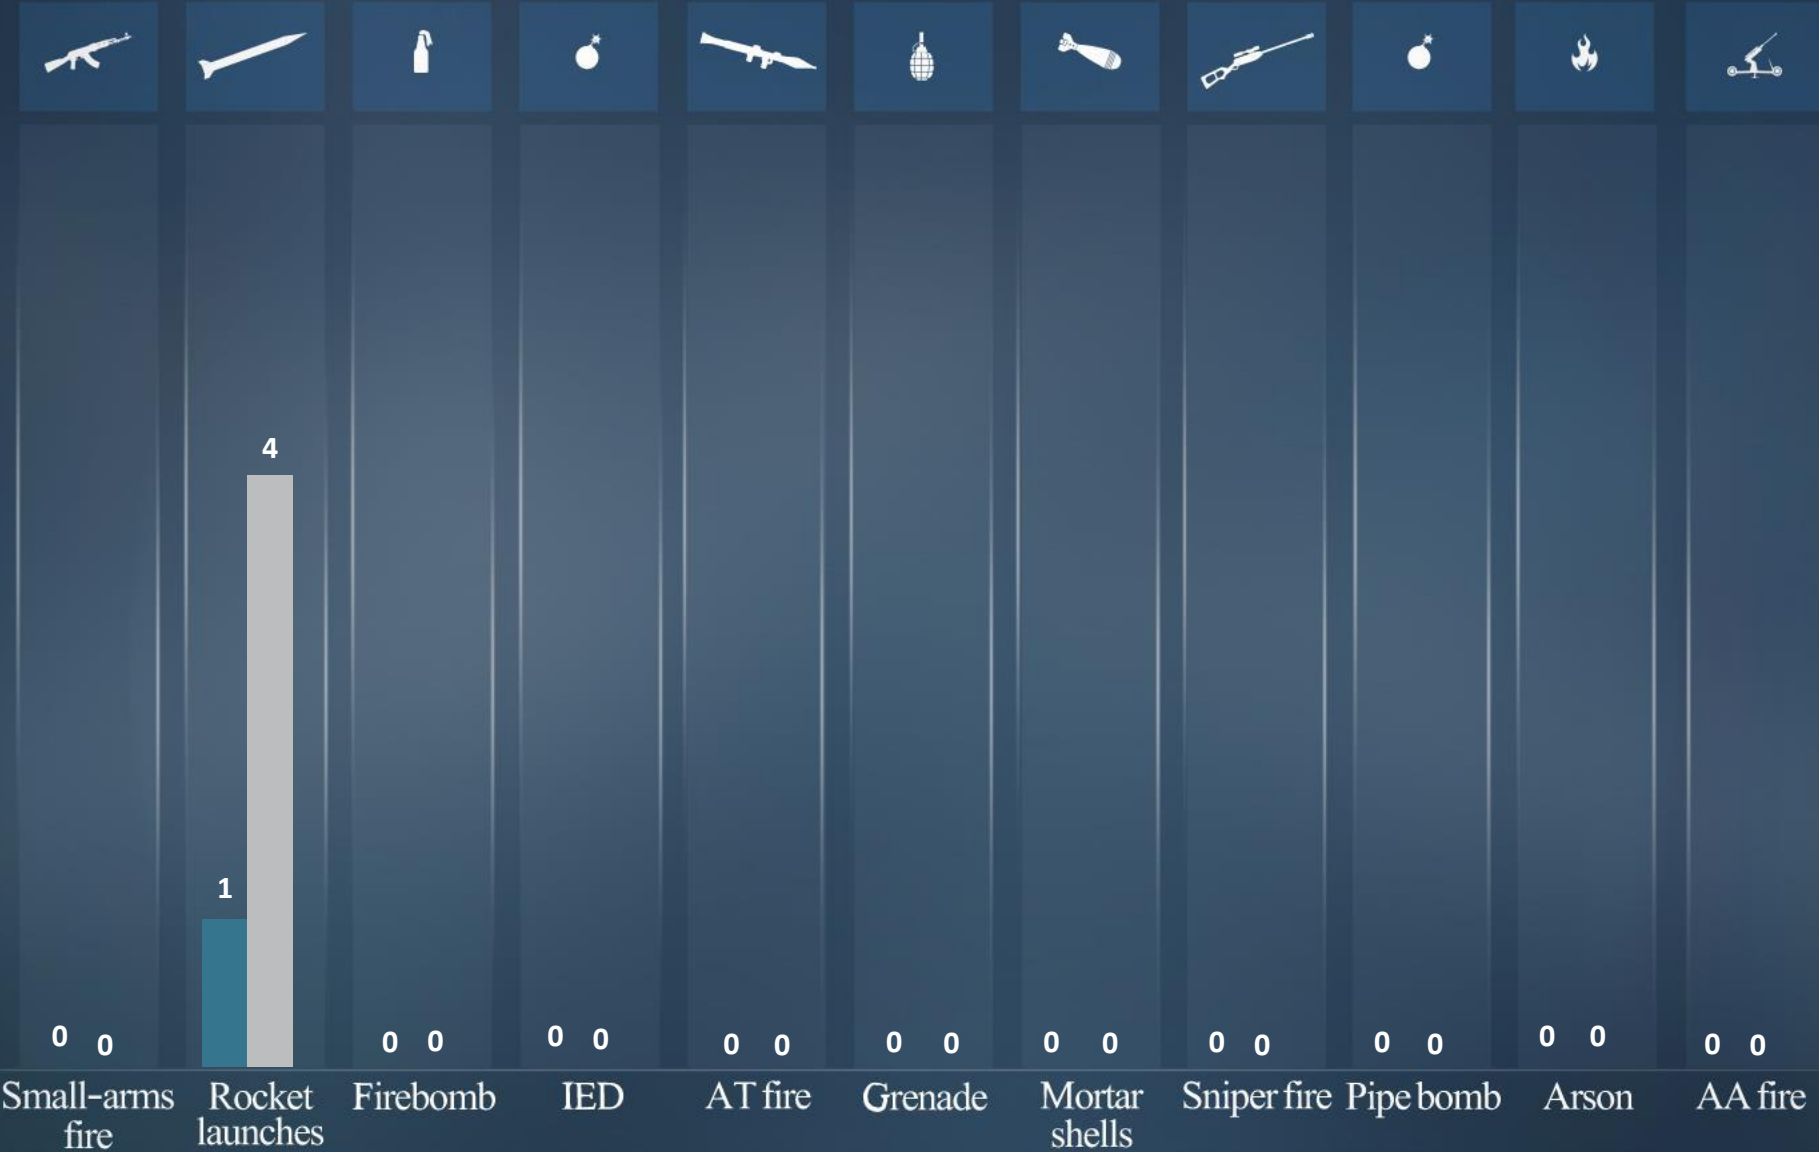 4
1
0 0 0 0 0 0 0 0 0 0 0 0 0 0 0 0 0 0 0 0
Small-arms fire
Rocket launches
Firebomb
IED
AT fire
Grenade
Mortar shells
Sniper fire
Pipe bomb
Arson
AA fire